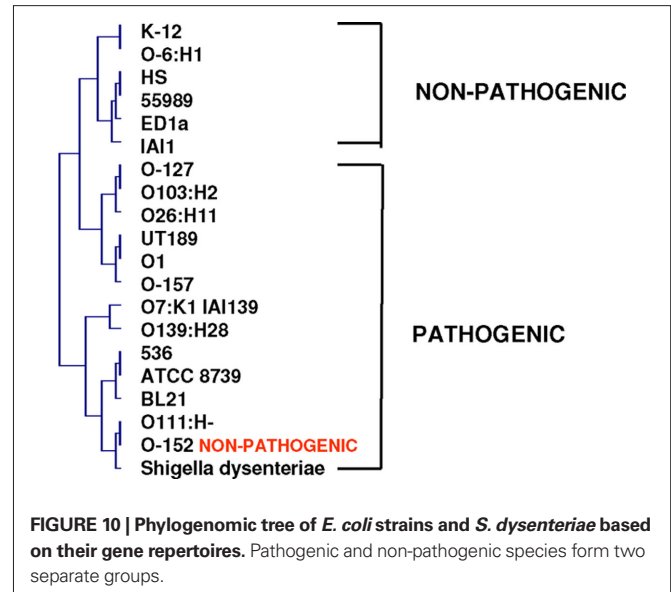 K-12
O-6:H1
HS
55989
ED1a
IAI1
NON-PATHOGENIC
O-127
O103:H2
O26:H11
UT189
O1
O-157
O7:K1 IAI139
O139:H28
536
ATCC 8739
BL21
O111:H-
O-152 NON-PATHOGENIC
Shigella dysenteriae
PATHOGENIC
FIGURE 10 | Phylogenomic tree of E. coli strains and S. dysenteriae based
on their gene repertoires. Pathogenic and non-pathogenic species form two
separate groups.